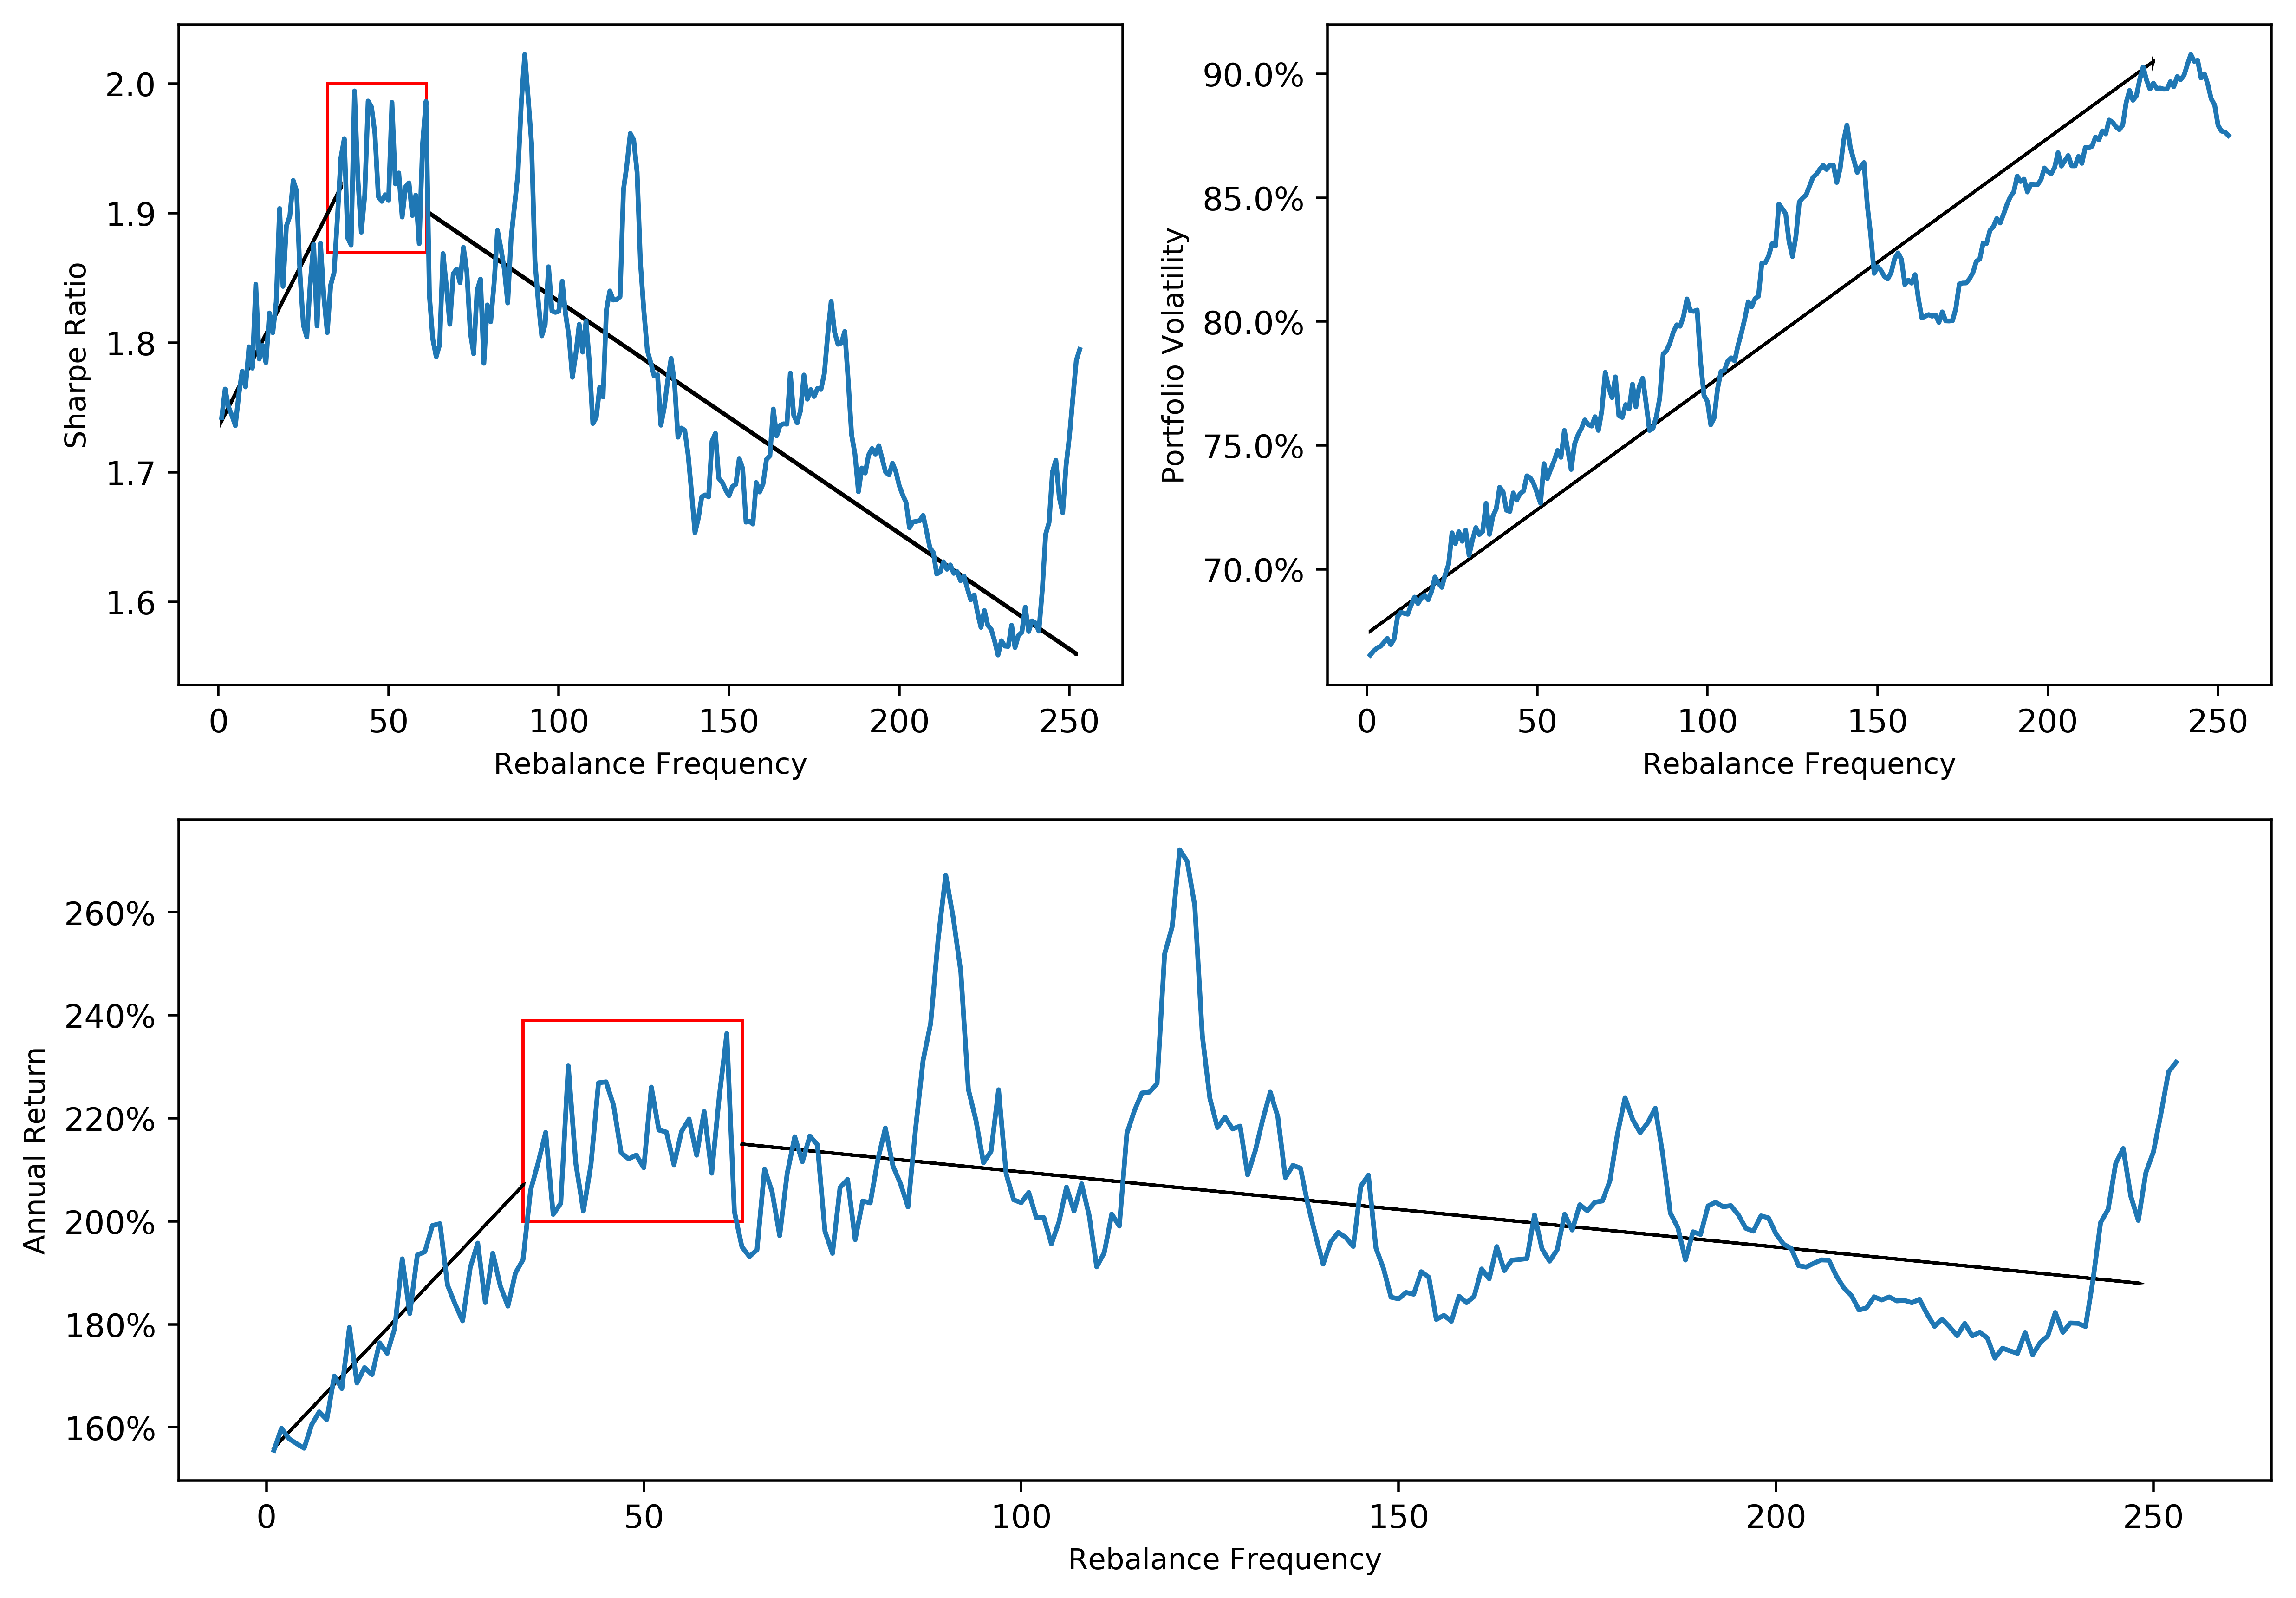 2.0
1.9
1.8
1.7
1.6
Sharpe Ratio
0 50 100 150 200 250
Rebalance Frequency
90.0%
85.0%
80.0%
75.0%
70.0%
Portfolio Volatility
0 50 100 150 200 250
Rebalance Frequency
260%
240%
220%
200%
180%
160%
Annual Return
0 50 100 150 200 250
Rebalance Frequency